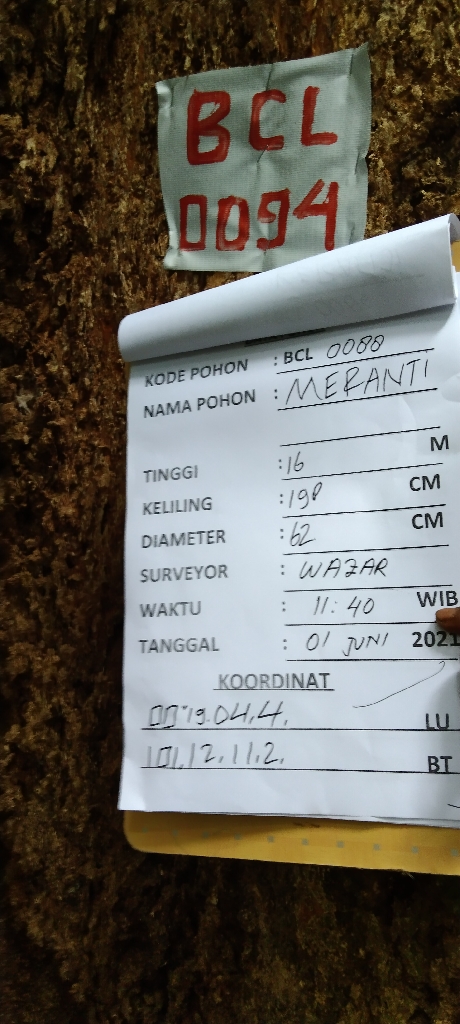 BCL
0094
KODE POHON : BCL 0088
NAMA POHON : MERANTI
TINGGI : 16 M
KELILING : 198 CM
DIAMETER : 62 CM
SURVEYOR : WAZAR
WAKTU : 11:40 WIB
TANGGAL : 01 JUNI 2021
KOORDINAT
00°19.04.4. LU
101.12.11.2. BT